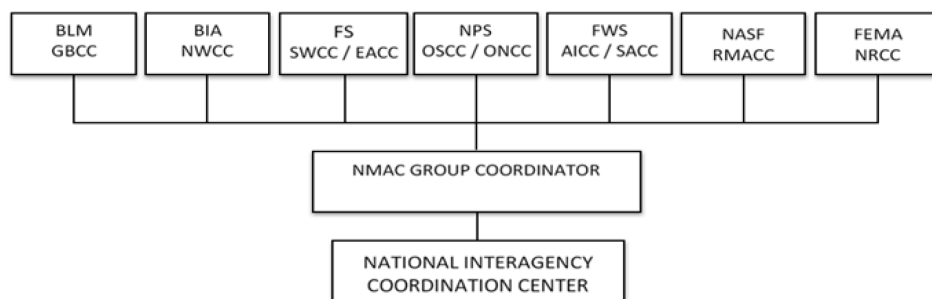 BLM
GBCC
BIA
NWCC
FS
SWCC / EACC
NPS
OSCC / ONCC
FWS
AICC / SACC
NASF
RMACC
FEMA
NRCC
NMAC GROUP COORDINATOR
NATIONAL INTERAGENCY
COORDINATION CENTER